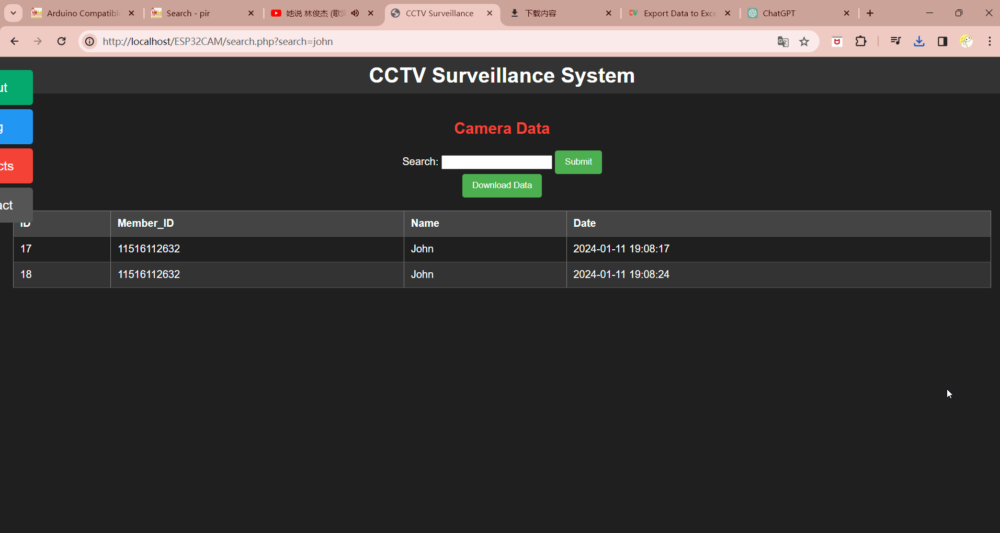 Arduino Compatibl
Search - pir
她说 林俊杰 (歌词
CCTV Surveillance
下载内容
Export Data to Exce
ChatGPT
http://localhost/ESP32CAM/search.php?search=john
CCTV Surveillance System
ut
g
cts
act
Camera Data
Search:
Submit
Download Data
ID Member_ID Name Date
17 11516112632 John 2024-01-11 19:08:17
18 11516112632 John 2024-01-11 19:08:24